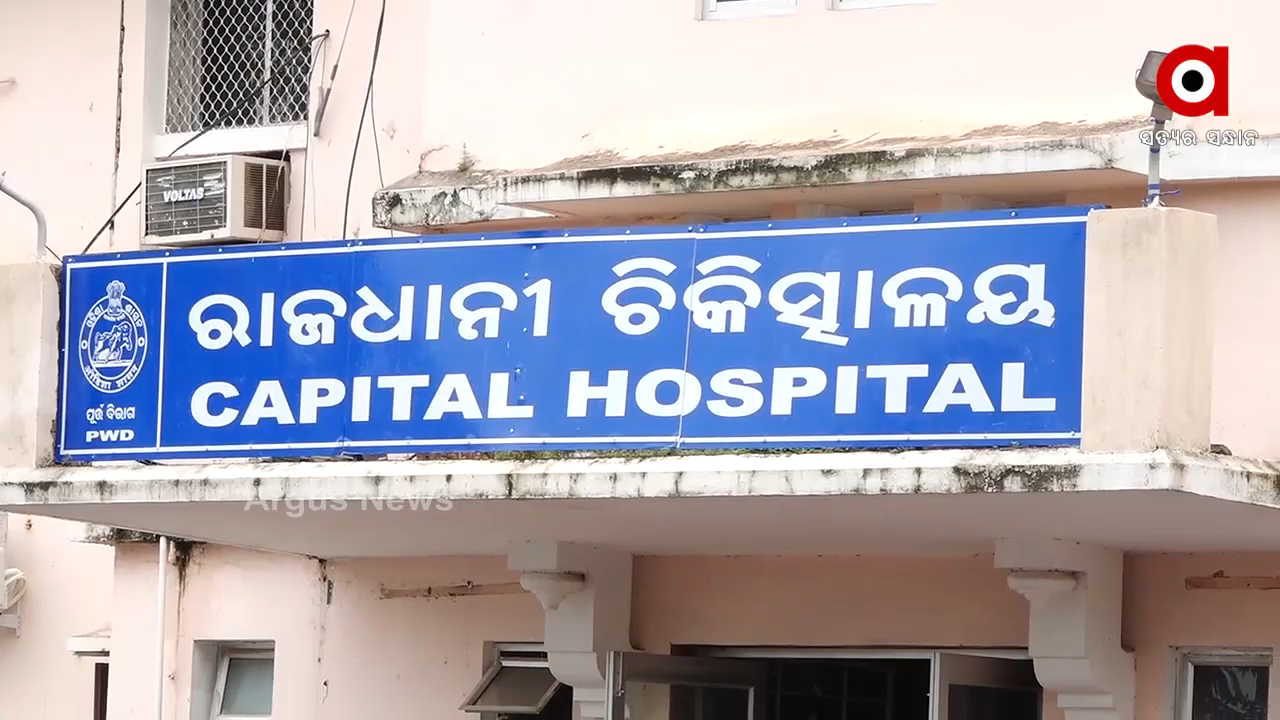 ସତ୍ୟର ସନ୍ଧାନ
VOLTAS
ରାଜଧାନୀ ଚିକିତ୍ସାଳୟ
CAPITAL HOSPITAL
ପୂର୍ତ୍ତ ବିଭାଗ
PWD
Argus News